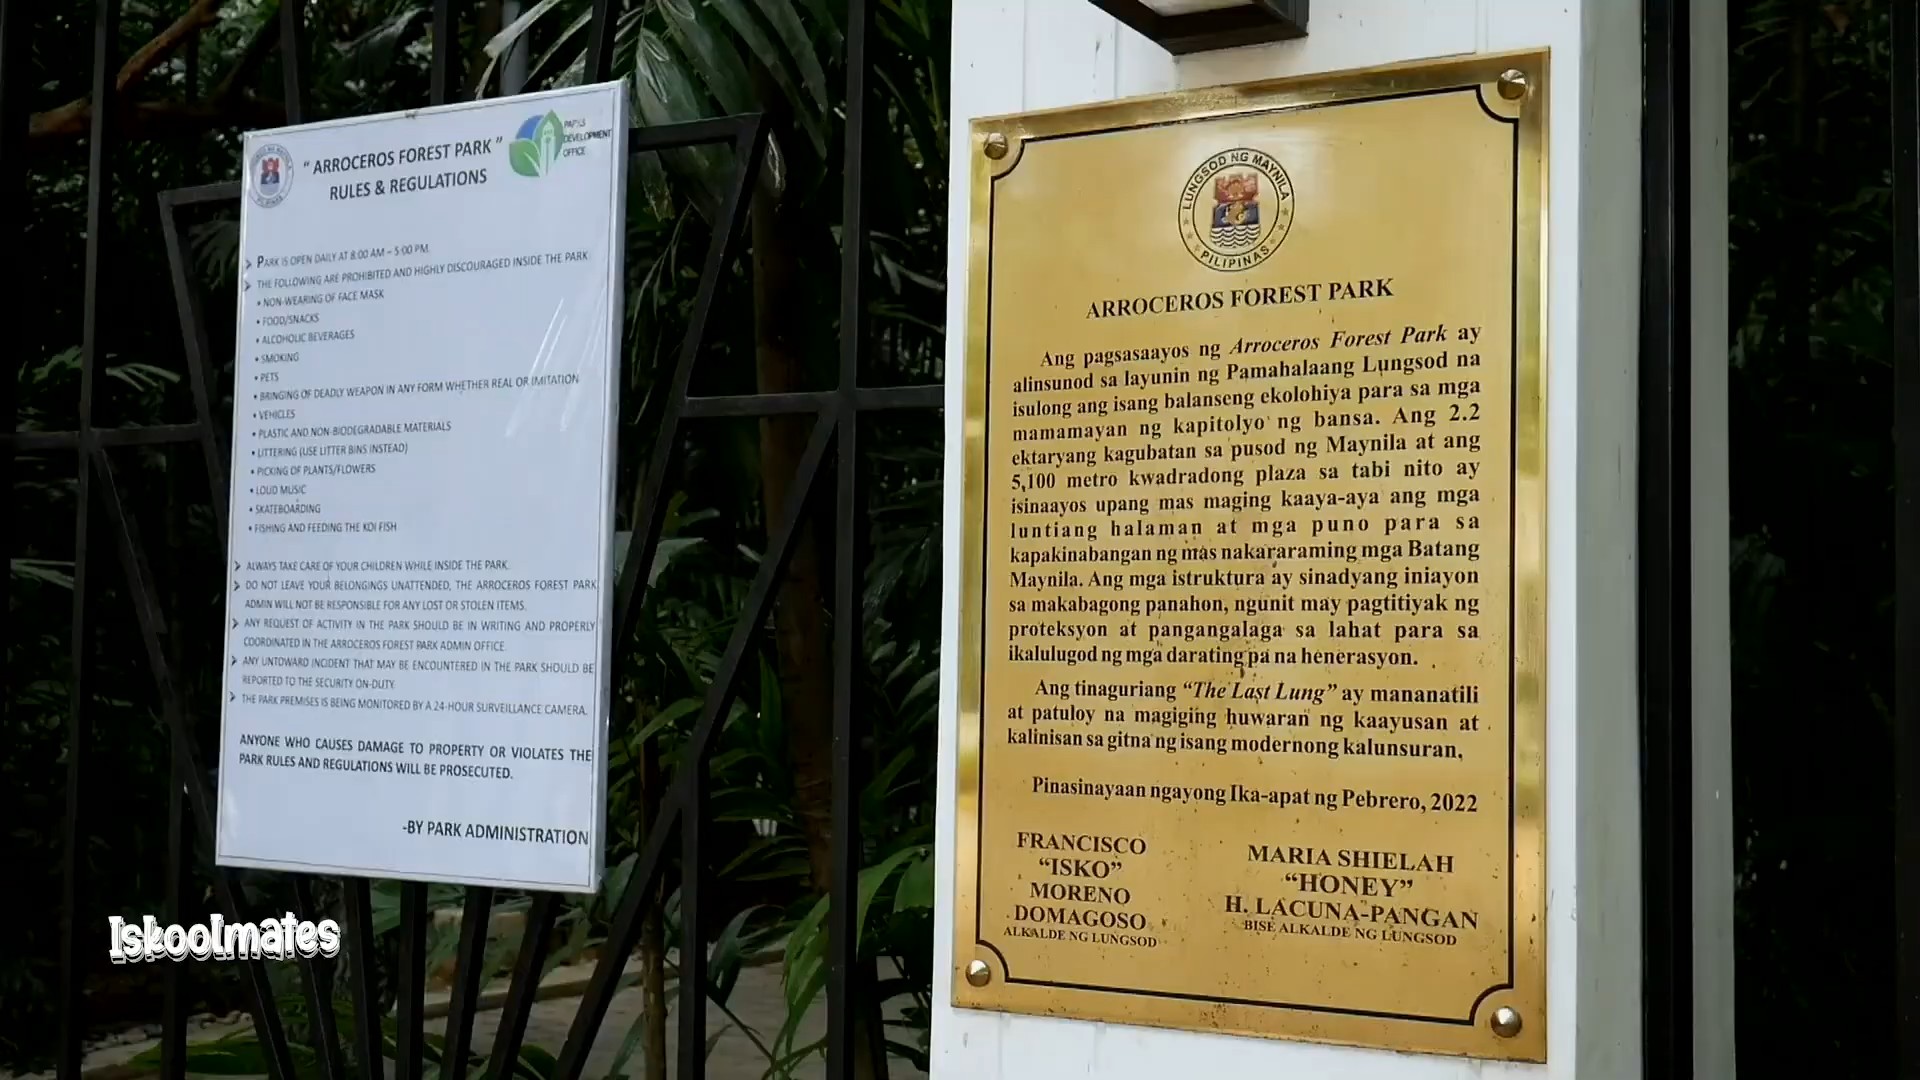 " ARROCEROS FOREST PARK "
RULES & REGULATIONS
PARKS
DEVELOPMENT
OFFICE
PILIPINAS
➢ PARK IS OPEN DAILY AT 8:00 AM – 5:00 PM.
➢ THE FOLLOWING ARE PROHIBITED AND HIGHLY DISCOURAGED INSIDE THE PARK
• NON-WEARING OF FACE MASK
• FOOD/SNACKS
• ALCOHOLIC BEVERAGES
• SMOKING
• PETS
• BRINGING OF DEADLY WEAPON IN ANY FORM WHETHER REAL OR IMITATION
• VEHICLES
• PLASTIC AND NON-BIODEGRADABLE MATERIALS
• LITTERING (USE LITTER BINS INSTEAD)
• PICKING OF PLANTS/FLOWERS
• LOUD MUSIC
• SKATEBOARDING
• FISHING AND FEEDING THE KOI FISH
➢ ALWAYS TAKE CARE OF YOUR CHILDREN WHILE INSIDE THE PARK.
➢ DO NOT LEAVE YOUR BELONGINGS UNATTENDED, THE ARROCEROS FOREST PARK
ADMIN WILL NOT BE RESPONSIBLE FOR ANY LOST OR STOLEN ITEMS.
➢ ANY REQUEST OF ACTIVITY IN THE PARK SHOULD BE IN WRITING AND PROPERLY
COORDINATED IN THE ARROCEROS FOREST PARK ADMIN OFFICE.
➢ ANY UNTOWARD INCIDENT THAT MAY BE ENCOUNTERED IN THE PARK SHOULD BE
REPORTED TO THE SECURITY ON-DUTY.
➢ THE PARK PREMISES IS BEING MONITORED BY A 24-HOUR SURVEILLANCE CAMERA.
ANYONE WHO CAUSES DAMAGE TO PROPERTY OR VIOLATES THE
PARK RULES AND REGULATIONS WILL BE PROSECUTED.
-BY PARK ADMINISTRATION
LUNGSOD NG MAYNILA
PILIPINAS
ARROCEROS FOREST PARK
Ang pagsasaayos ng Arroceros Forest Park ay
alinsunod sa layunin ng Pamahalaang Lungsod na
isulong ang isang balanseng ekolohiya para sa mga
mamamayan ng kapitolyo ng bansa. Ang 2.2
ektaryang kagubatan sa pusod ng Maynila at ang
5,100 metro kwadradong plaza sa tabi nito ay
isinaayos upang mas maging kaaya-aya ang mga
luntiang halaman at mga puno para sa
kapakinabangan ng mas nakararaming mga Batang
Maynila. Ang mga istruktura ay sinadyang iniayon
sa makabagong panahon, ngunit may pagtitiyak ng
proteksyon at pangangalaga sa lahat para sa
ikalulugod ng mga darating pa na henerasyon.
Ang tinaguriang “The Last Lung” ay mananatili
at patuloy na magiging huwaran ng kaayusan at
kalinisan sa gitna ng isang modernong kalunsuran,
Pinasinayaan ngayong Ika-apat ng Pebrero, 2022
FRANCISCO
“ISKO”
MORENO
DOMAGOSO
ALKALDE NG LUNGSOD
MARIA SHIELAH
“HONEY”
H. LACUNA-PANGAN
BISE ALKALDE NG LUNGSOD
Iskoolmates